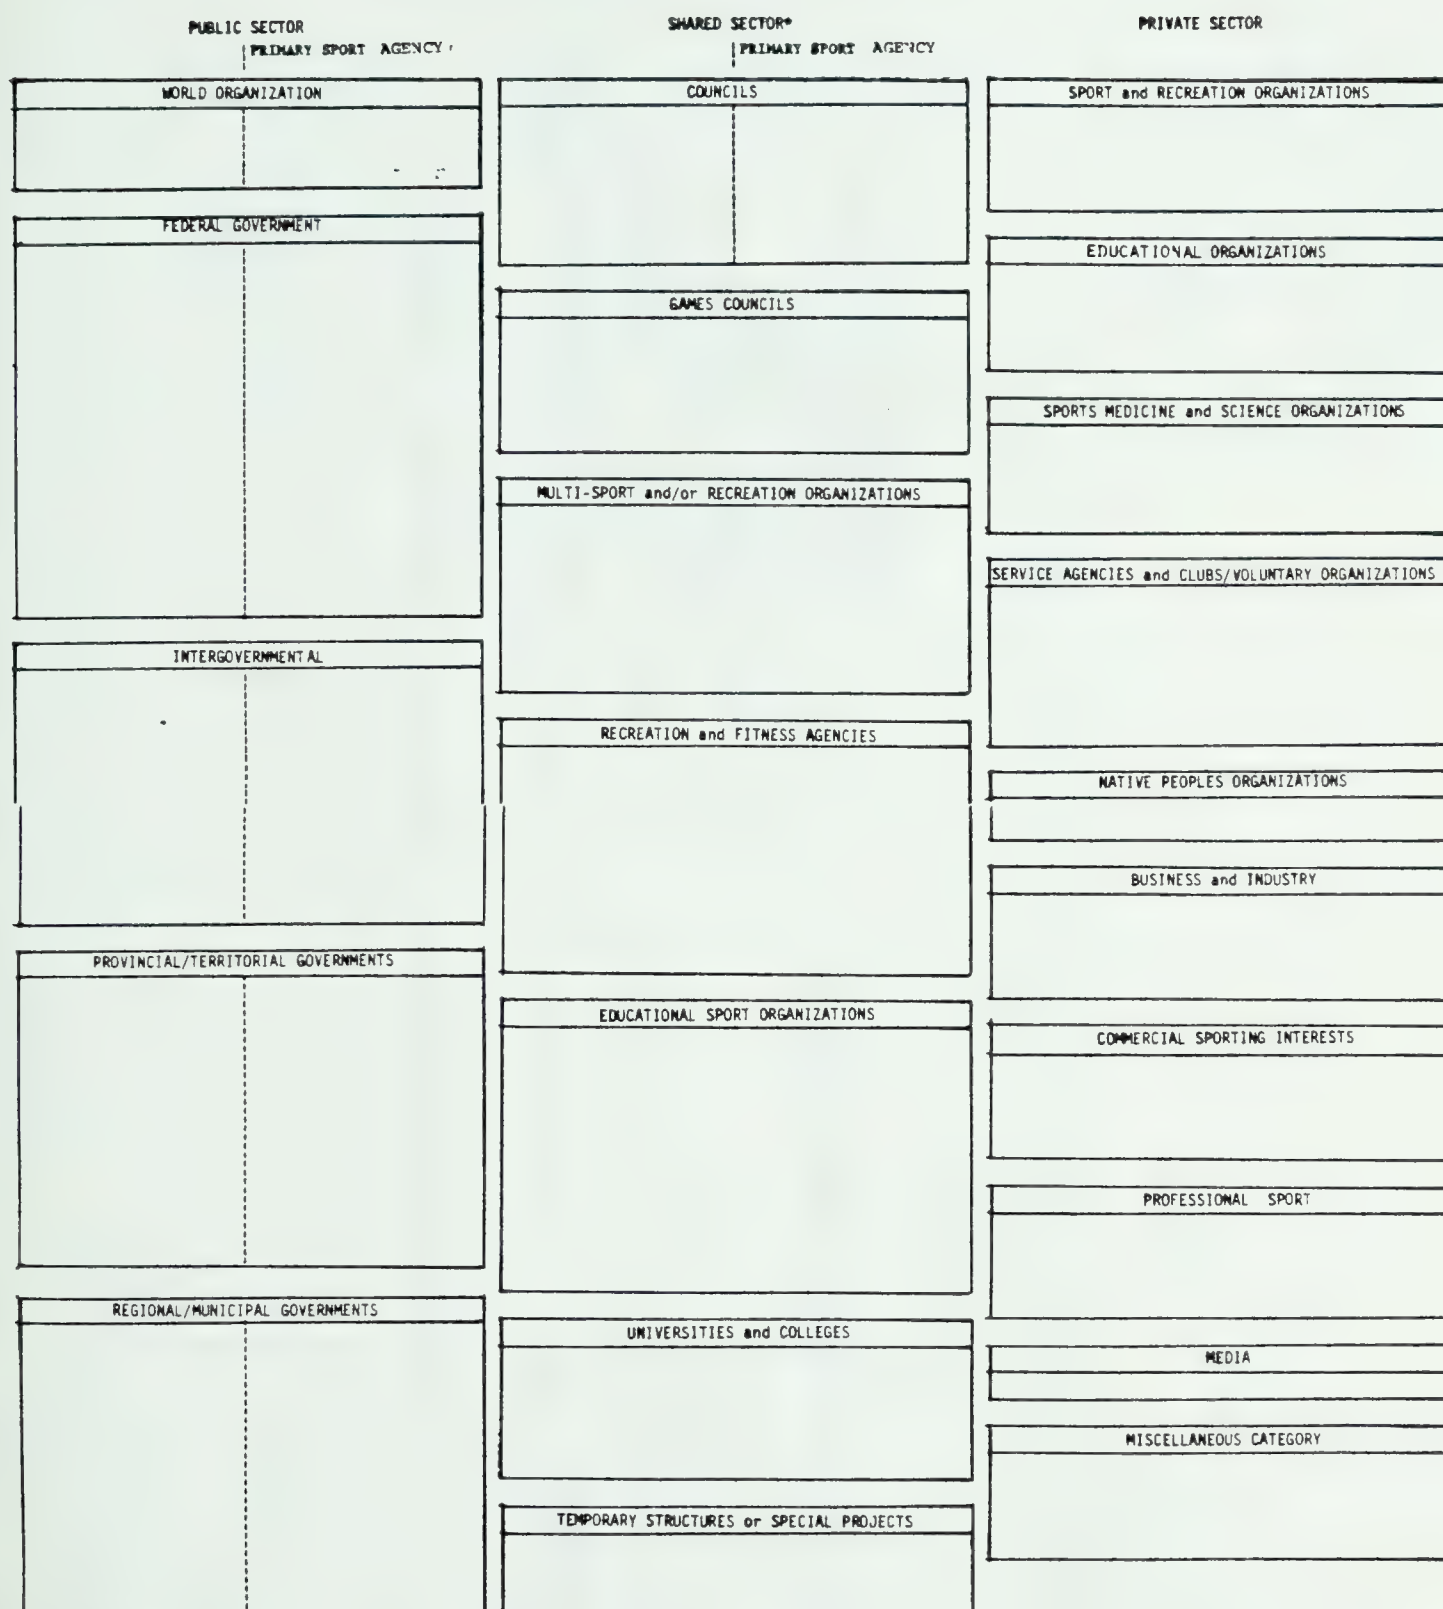 PUBLIC SECTOR
PRIMARY SPORT AGENCY
WORLD ORGANIZATION
FEDERAL GOVERNMENT
INTERGOVERNMENTAL
PROVINCIAL/TERRITORIAL GOVERNMENTS
REGIONAL/MUNICIPAL GOVERNMENTS
SHARED SECTOR*
PRIMARY SPORT AGENCY
COUNCILS
GAMES COUNCILS
MULTI-SPORT and/or RECREATION ORGANIZATIONS
RECREATION and FITNESS AGENCIES
EDUCATIONAL SPORT ORGANIZATIONS
UNIVERSITIES and COLLEGES
TEMPORARY STRUCTURES or SPECIAL PROJECTS
PRIVATE SECTOR
SPORT and RECREATION ORGANIZATIONS
EDUCATIONAL ORGANIZATIONS
SPORTS MEDICINE and SCIENCE ORGANIZATIONS
SERVICE AGENCIES and CLUBS/VOLUNTARY ORGANIZATIONS
NATIVE PEOPLES ORGANIZATIONS
BUSINESS and INDUSTRY
COMMERCIAL SPORTING INTERESTS
PROFESSIONAL SPORT
MEDIA
MISCELLANEOUS CATEGORY